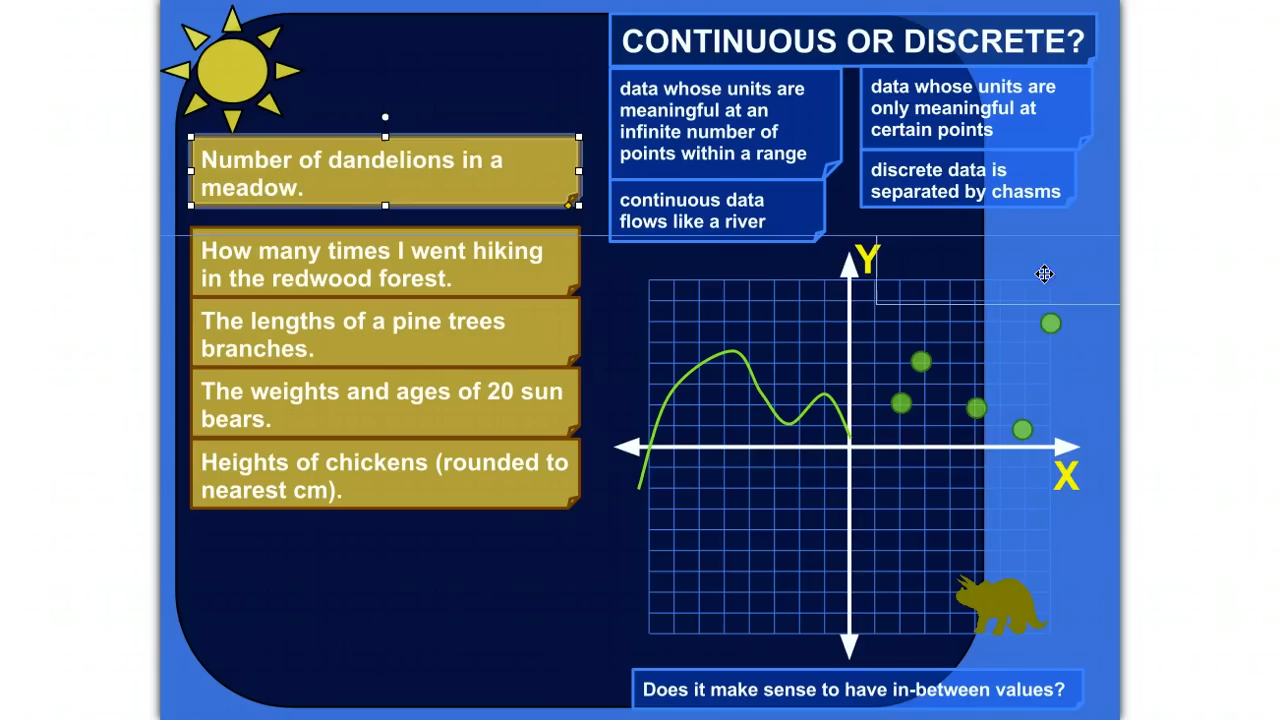 CONTINUOUS OR DISCRETE?
data whose units are
meaningful at an
infinite number of
points within a range
continuous data
flows like a river
data whose units are
only meaningful at
certain points
discrete data is
separated by chasms
Number of dandelions in a
meadow.
How many times I went hiking
in the redwood forest.
The lengths of a pine trees
branches.
The weights and ages of 20 sun
bears.
Heights of chickens (rounded to
nearest cm).
Y
X
Does it make sense to have in-between values?